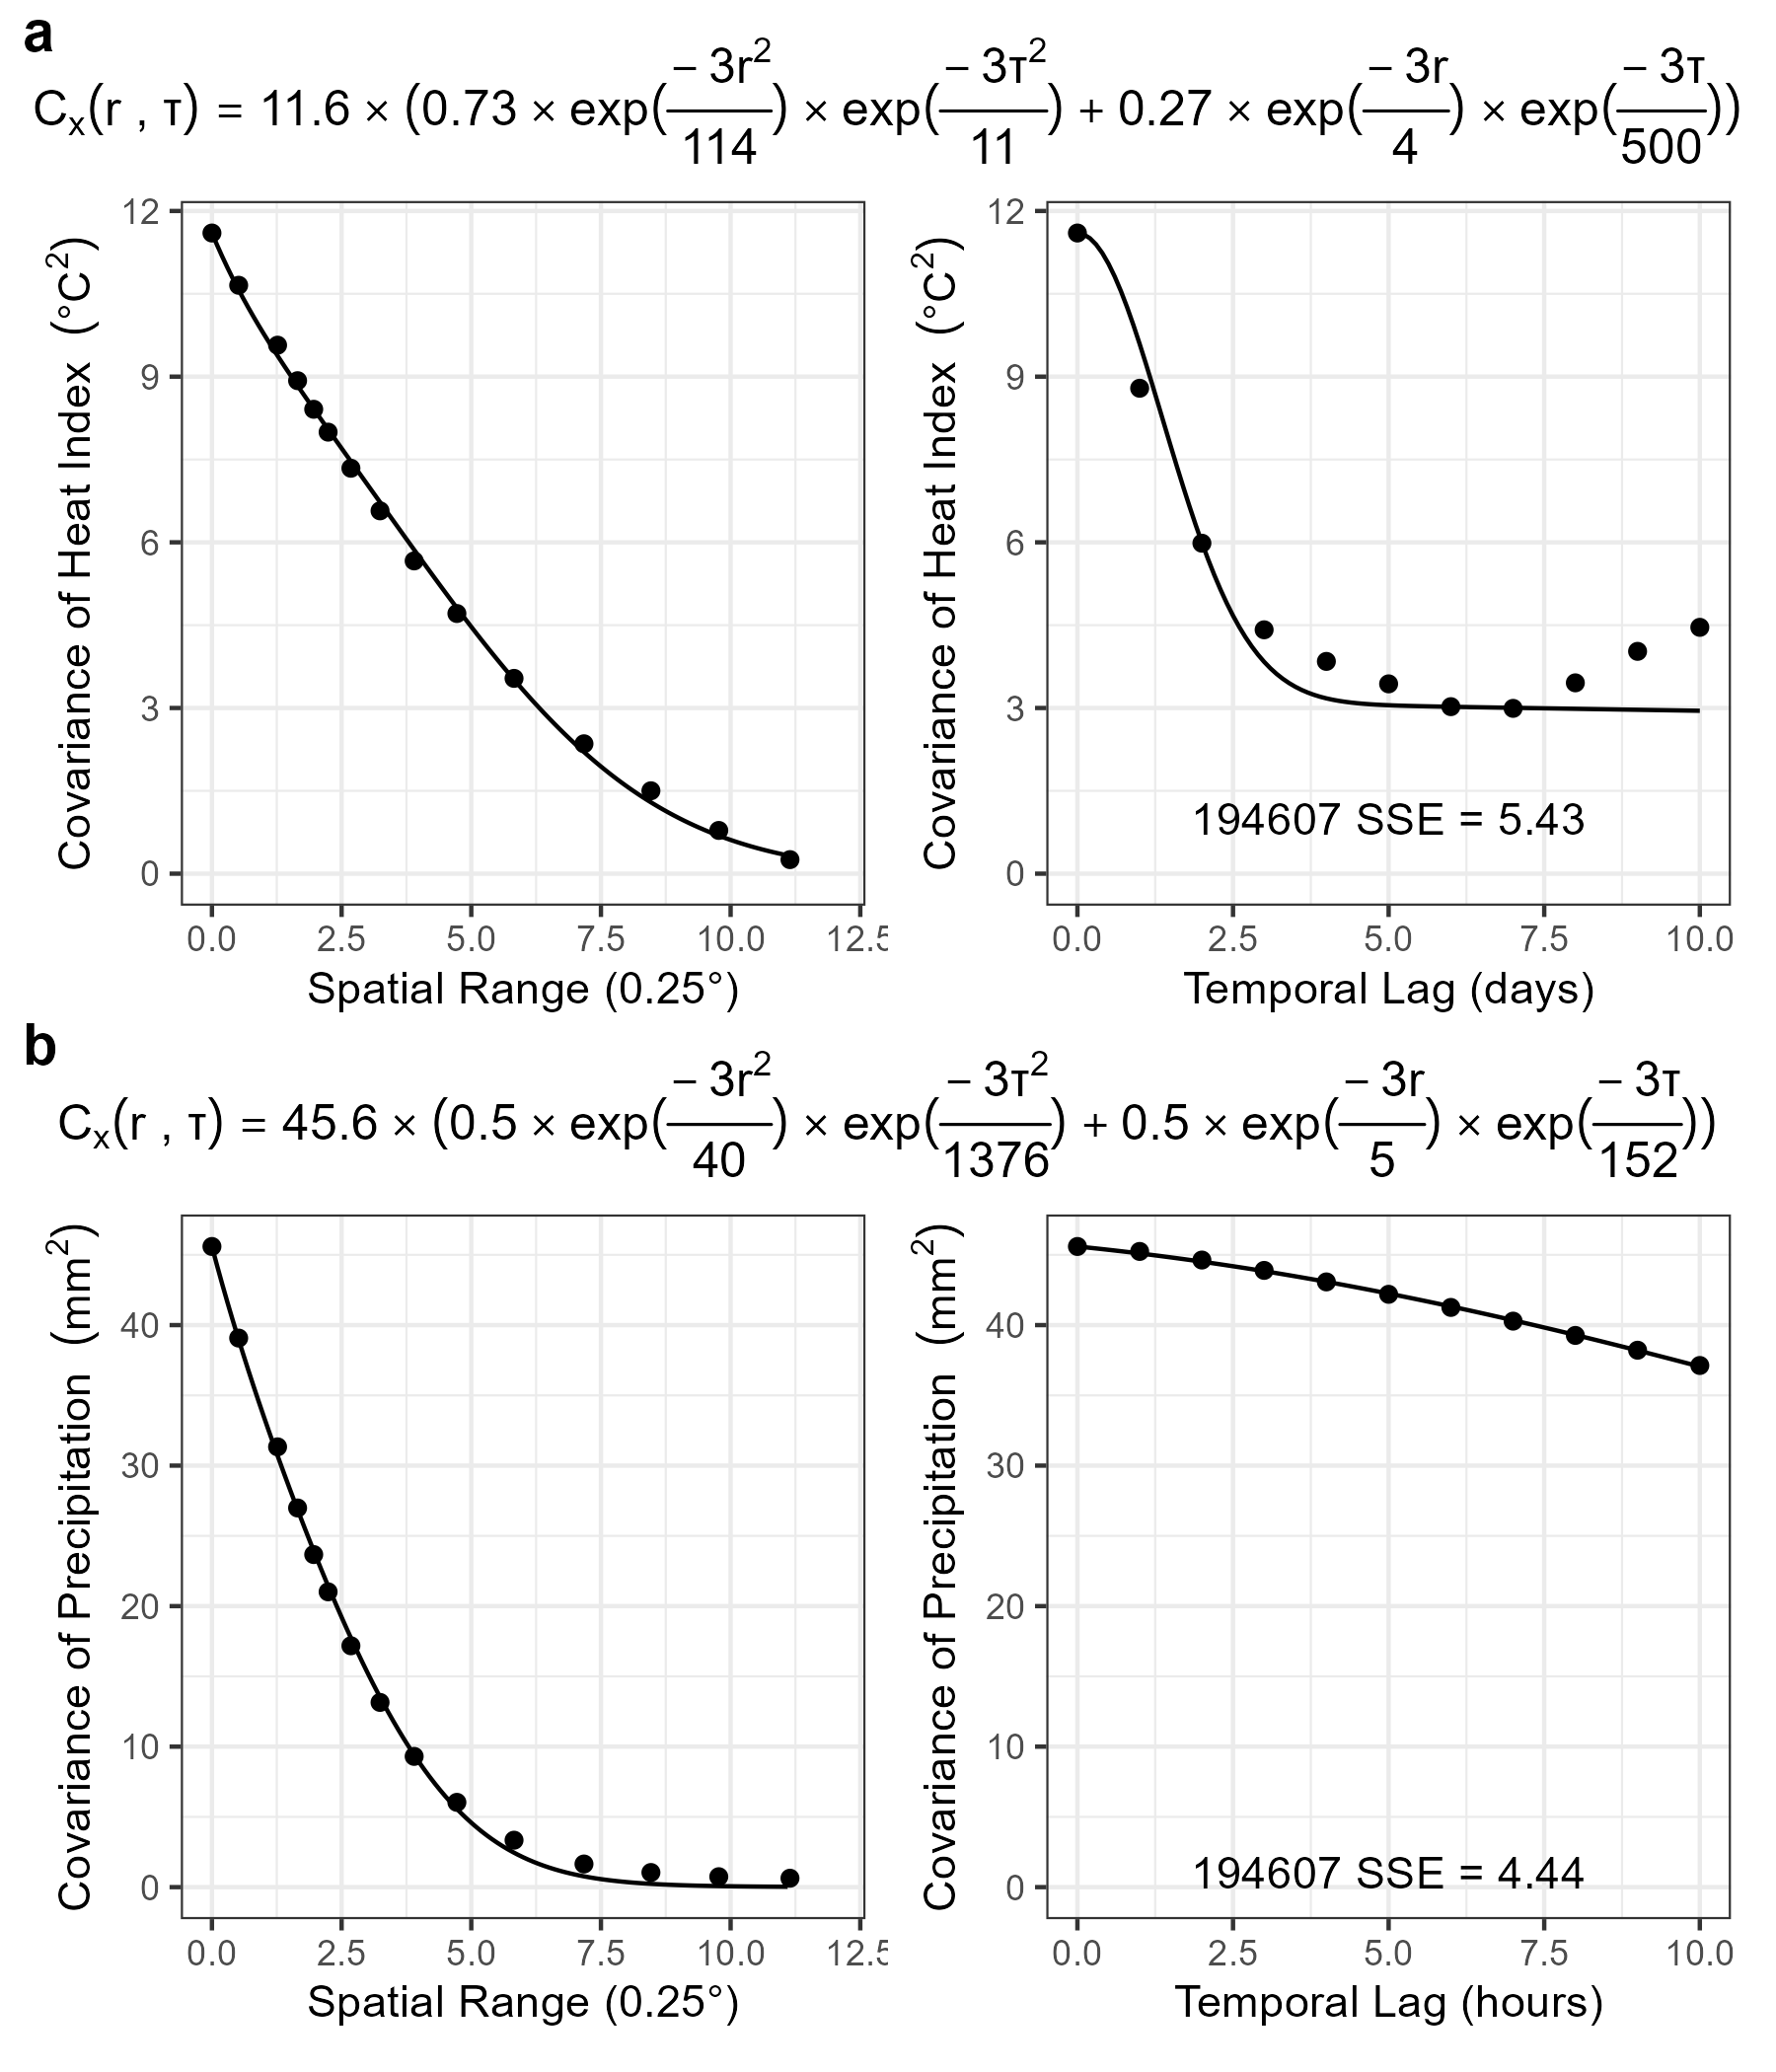 a
Cx(r , τ) = 11.6 × (0.73 × exp(−3r²/114) × exp(−3τ²/11) + 0.27 × exp(−3r/4) × exp(−3τ/500))
Covariance of Heat Index (°C²)
12
9
6
3
0
0.0 2.5 5.0 7.5 10.0 12.5
Spatial Range (0.25°)
Covariance of Heat Index (°C²)
12
9
6
3
0
194607 SSE = 5.43
0.0 2.5 5.0 7.5 10.0
Temporal Lag (days)
b
Cx(r , τ) = 45.6 × (0.5 × exp(−3r²/40) × exp(−3τ²/1376) + 0.5 × exp(−3r/5) × exp(−3τ/152))
Covariance of Precipitation (mm²)
40
30
20
10
0
0.0 2.5 5.0 7.5 10.0 12.5
Spatial Range (0.25°)
Covariance of Precipitation (mm²)
40
30
20
10
0
194607 SSE = 4.44
0.0 2.5 5.0 7.5 10.0
Temporal Lag (hours)